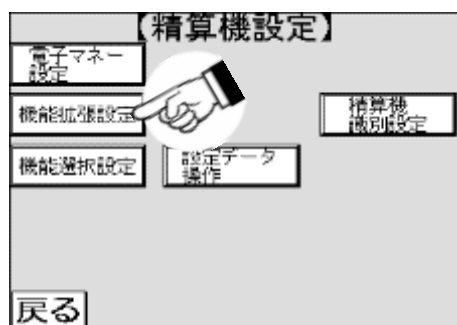 【精算機設定】
電子マネー
設定
機能拡張設定
精算機
識別設定
機能選択設定
設定データ
操作
戻る